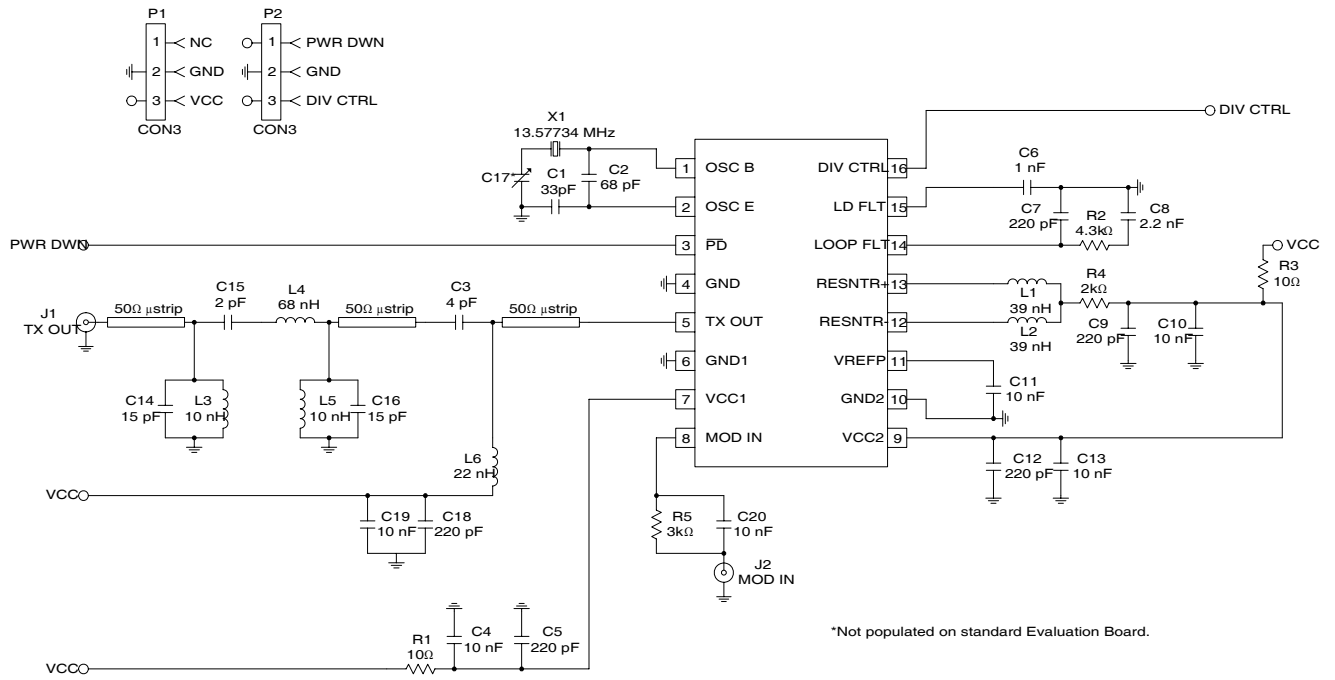 P1
P2
1
NC
2
GND
3
VCC
CON3
1
PWR DWN
2
GND
3
DIV CTRL
CON3
DIV CTRL
X1
13.57734 MHz
C17*
C1
33pF
C2
68 pF
1
OSC B
2
OSC E
3
PD
4
GND
5
TX OUT
6
GND1
7
VCC1
8
MOD IN
DIV CTRL
16
LD FLT
15
LOOP FLT
14
RESNTR+
13
RESNTR-
12
VREFP
11
GND2
10
VCC2
9
C6
1 nF
C7
220 pF
R2
4.3kΩ
C8
2.2 nF
VCC
R3
10Ω
L1
39 nH
L2
39 nH
R4
2kΩ
C9
220 pF
C10
10 nF
C11
10 nF
C12
220 pF
C13
10 nF
PWR DWN
J1
TX OUT
50Ω µstrip
C15
2 pF
L4
68 nH
50Ω µstrip
C3
4 pF
50Ω µstrip
C14
15 pF
L3
10 nH
L5
10 nH
C16
15 pF
L6
22 nH
VCC
C19
10 nF
C18
220 pF
R5
3kΩ
C20
10 nF
J2
MOD IN
VCC
R1
10Ω
C4
10 nF
C5
220 pF
*Not populated on standard Evaluation Board.